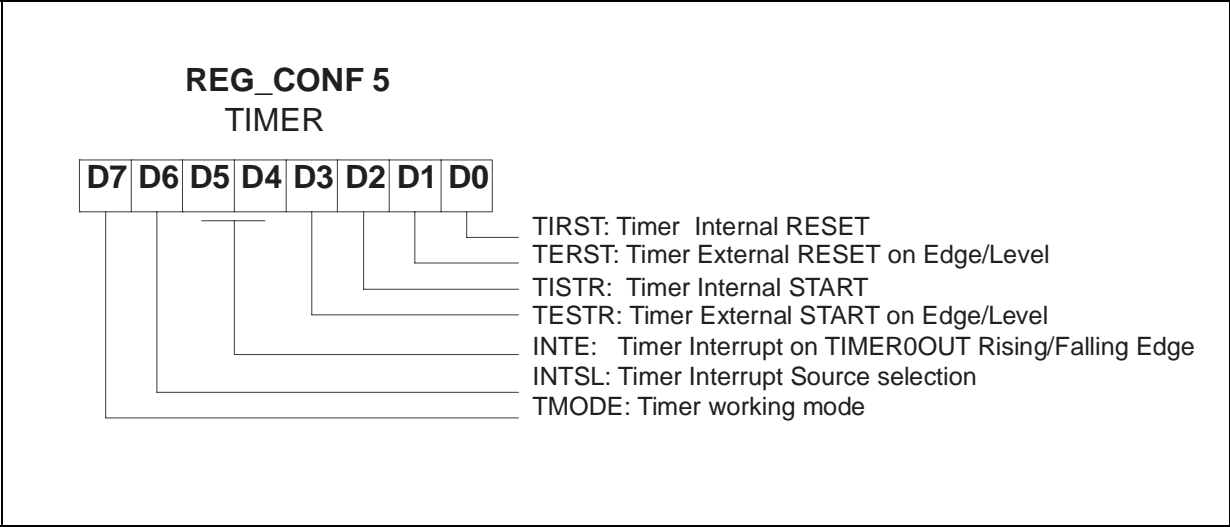 REG_CONF 5
TIMER
D7 D6 D5 D4 D3 D2 D1 D0
TIRST: Timer Internal RESET
TERST: Timer External RESET on Edge/Level
TISTR: Timer Internal START
TESTR: Timer External START on Edge/Level
INTE: Timer Interrupt on TIMER0OUT Rising/Falling Edge
INTSL: Timer Interrupt Source selection
TMODE: Timer working mode